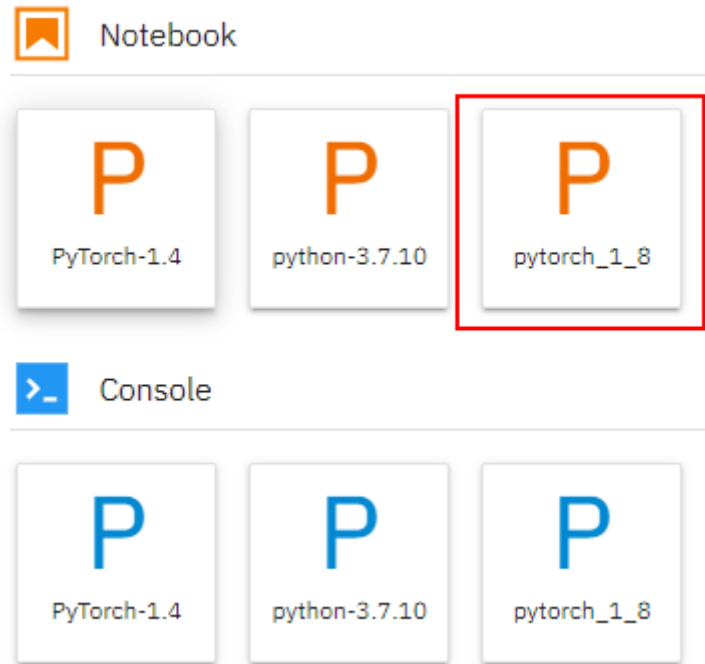 Notebook
P P P
PyTorch-1.4 python-3.7.10 pytorch_1_8
>_ Console
P P P
PyTorch-1.4 python-3.7.10 pytorch_1_8